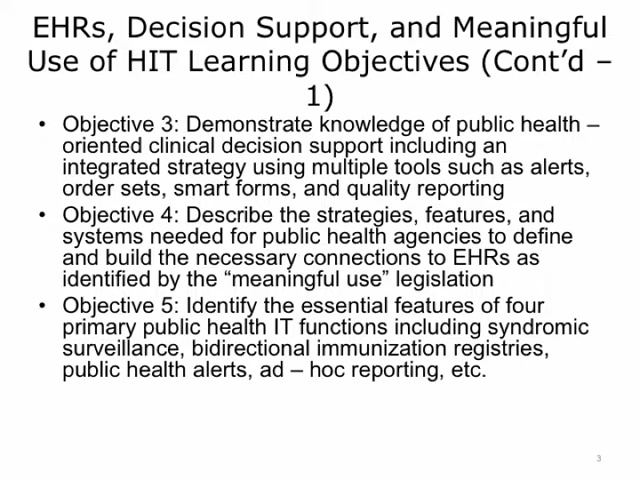 EHRs, Decision Support, and Meaningful
Use of HIT Learning Objectives (Cont’d –
1)
• Objective 3: Demonstrate knowledge of public health –
oriented clinical decision support including an
integrated strategy using multiple tools such as alerts,
order sets, smart forms, and quality reporting
• Objective 4: Describe the strategies, features, and
systems needed for public health agencies to define
and build the necessary connections to EHRs as
identified by the “meaningful use” legislation
• Objective 5: Identify the essential features of four
primary public health IT functions including syndromic
surveillance, bidirectional immunization registries,
public health alerts, ad – hoc reporting, etc.
3